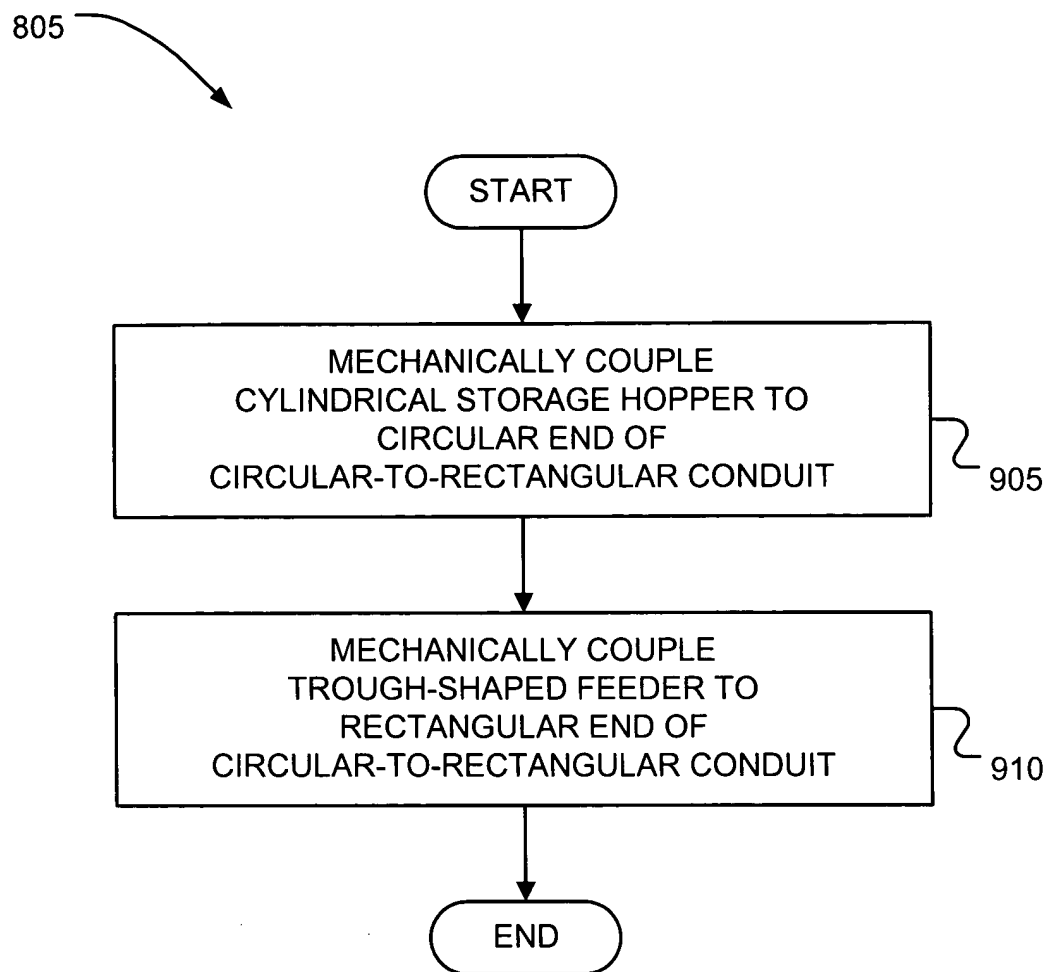 805
START
MECHANICALLY COUPLE
CYLINDRICAL STORAGE HOPPER TO
CIRCULAR END OF
CIRCULAR-TO-RECTANGULAR CONDUIT
905
MECHANICALLY COUPLE
TROUGH-SHAPED FEEDER TO
RECTANGULAR END OF
CIRCULAR-TO-RECTANGULAR CONDUIT
910
END